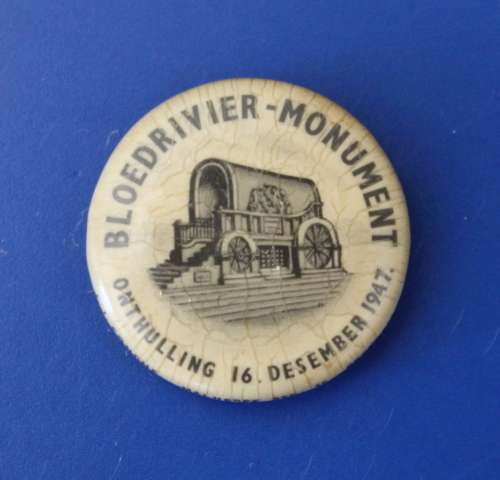 BLOEDRIVIER-MONUMENT
ONTHULLING 16. DESEMBER 1947.